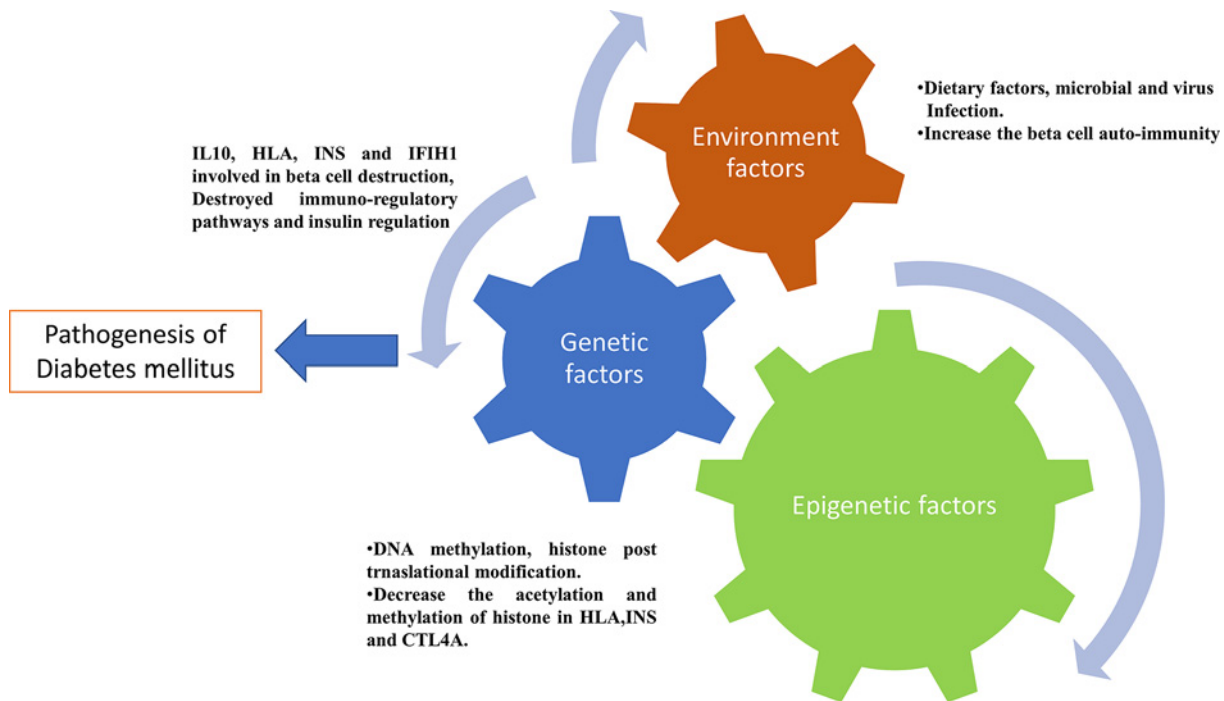 Environment
factors
•Dietary factors, microbial and virus
Infection.
•Increase the beta cell auto-immunity
IL10, HLA, INS and IFIH1
involved in beta cell destruction,
Destroyed immuno-regulatory
pathways and insulin regulation
Pathogenesis of
Diabetes mellitus
Genetic
factors
Epigenetic factors
•DNA methylation, histone post
trnaslational modification.
•Decrease the acetylation and
methylation of histone in HLA,INS
and CTL4A.